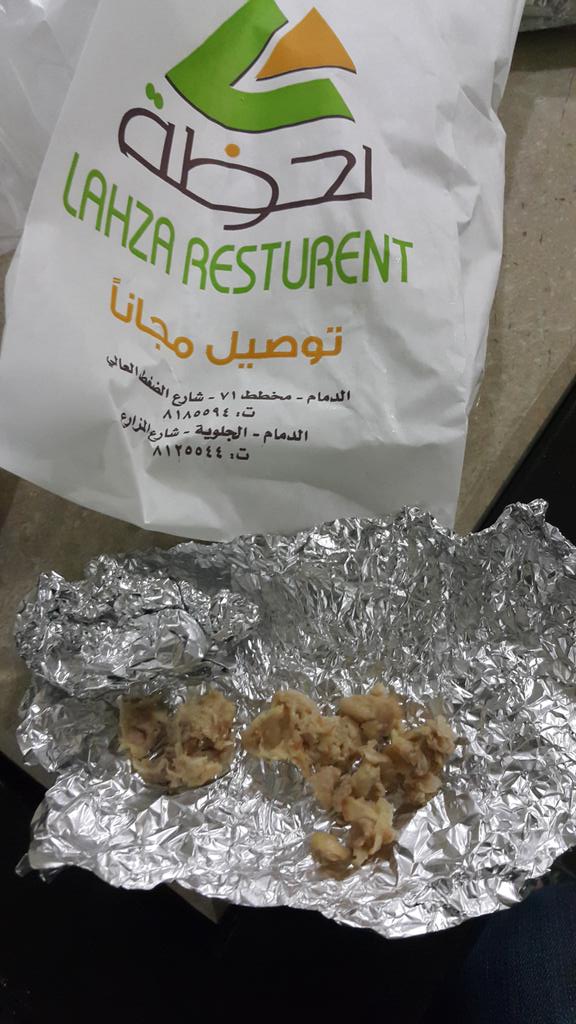 لحظة
LAHZA RESTURENT
توصيل مجاناً
الدمام - مخطط ٧١ - شارع الضغط العالي
ت: ٨١٨٥٥٩٤
الدمام - الجلوية - شارع المزارع
ت: ٨١٢٥٥٤٤